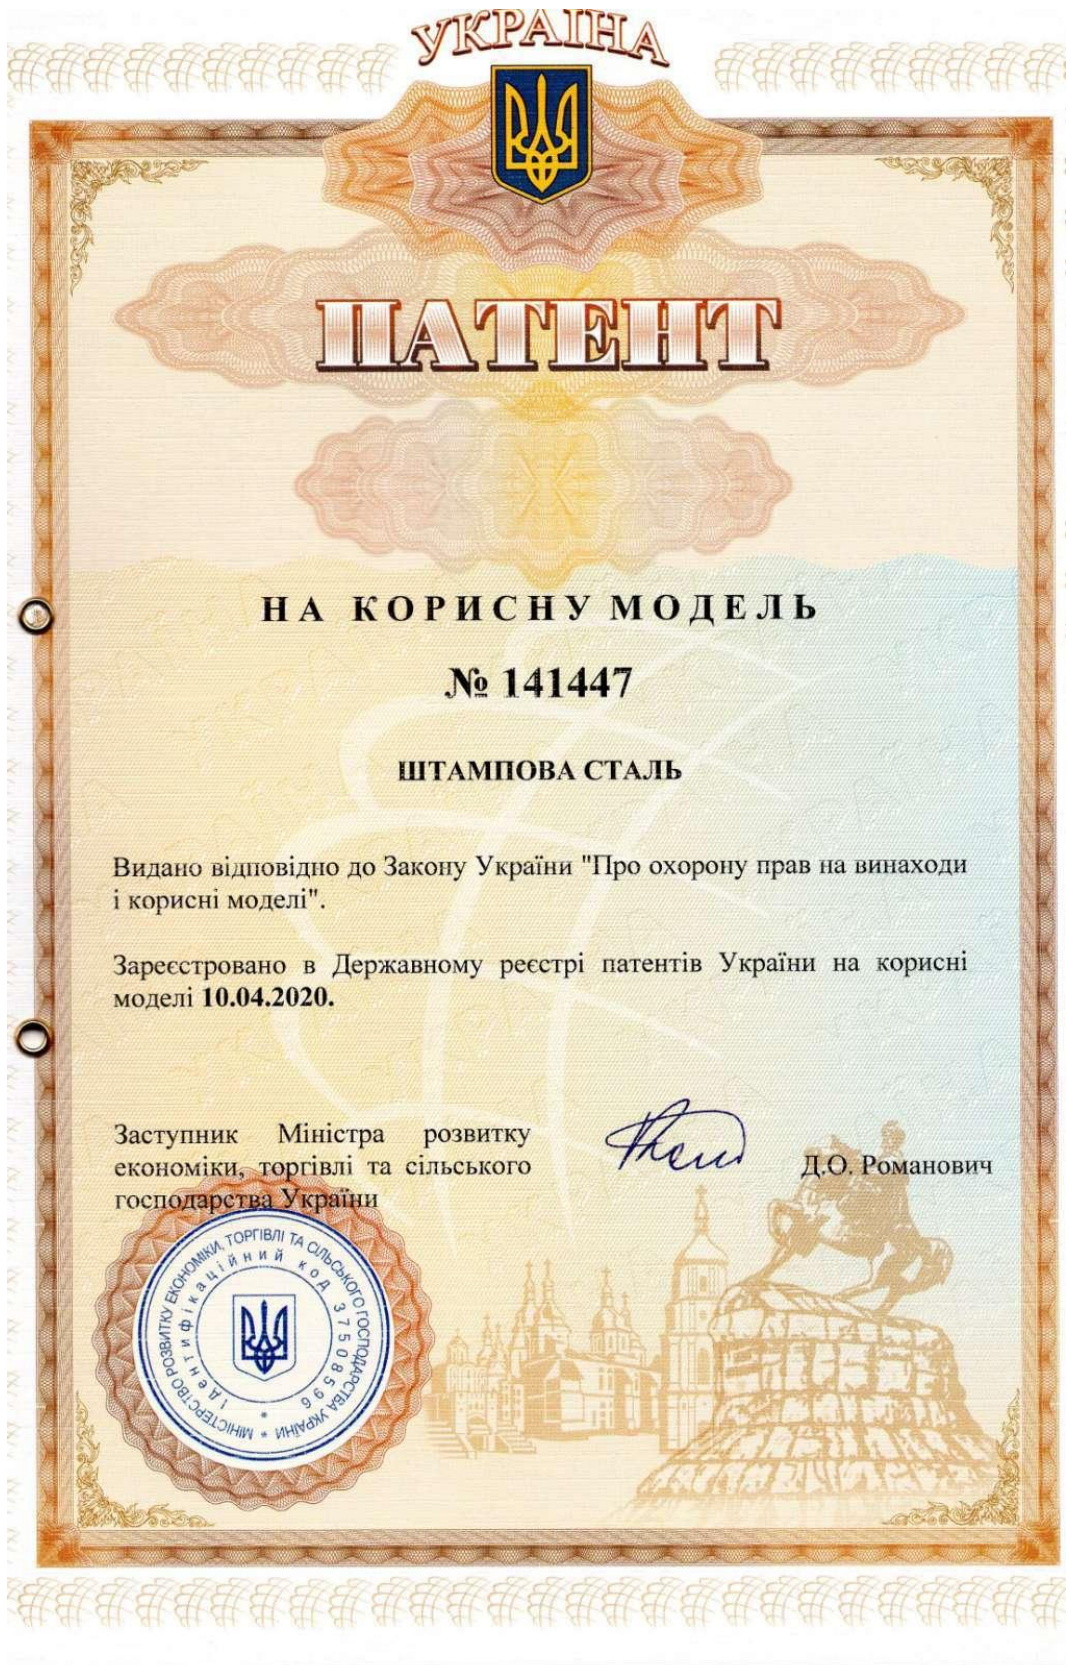 УКРАЇНА
ПАТЕНТ
НА КОРИСНУ МОДЕЛЬ
№ 141447
ШТАМПОВА СТАЛЬ
Видано відповідно до Закону України "Про охорону прав на винаходи
і корисні моделі".
Зареєстровано в Державному реєстрі патентів України на корисні
моделі 10.04.2020.
Заступник Міністра розвитку
економіки, торгівлі та сільського
господарства України
Д.О. Романович
МІНІСТЕРСТВО РОЗВИТКУ ЕКОНОМІКИ, ТОРГІВЛІ ТА СІЛЬСЬКОГО ГОСПОДАРСТВА УКРАЇНИ *
Ідентифікаційний код 37508596 *